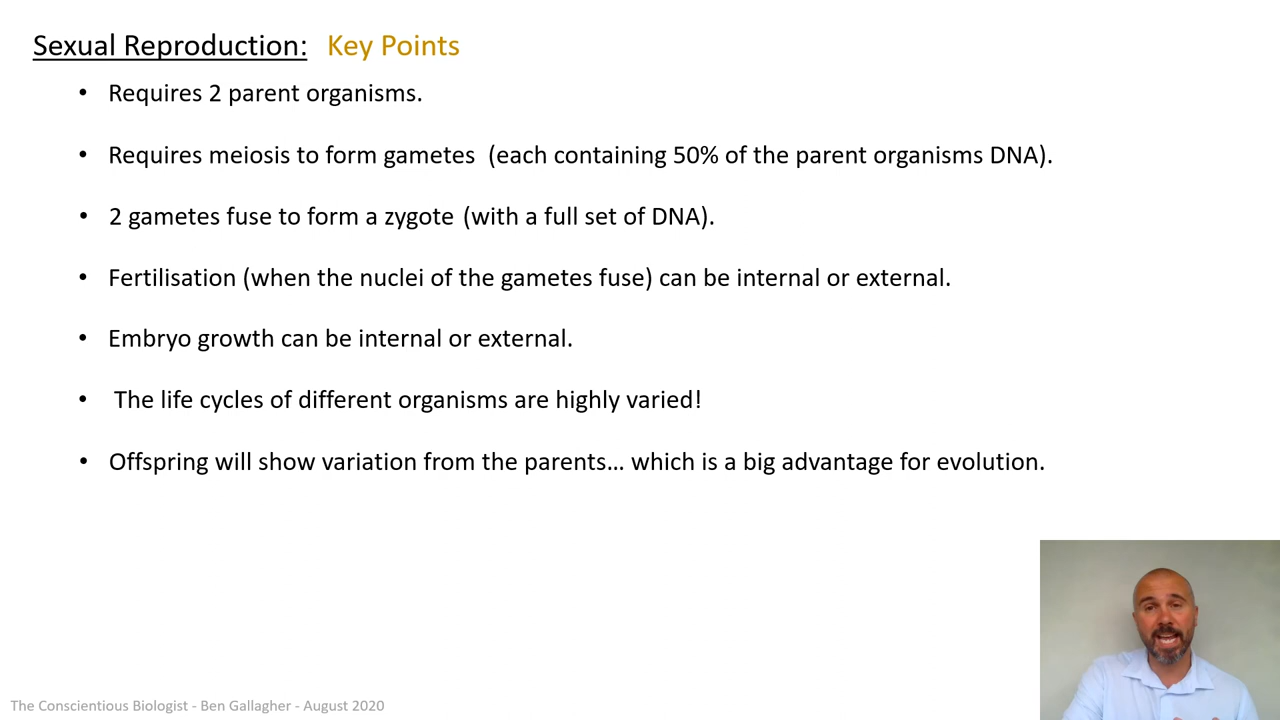 Sexual Reproduction: Key Points
• Requires 2 parent organisms.
• Requires meiosis to form gametes (each containing 50% of the parent organisms DNA).
• 2 gametes fuse to form a zygote (with a full set of DNA).
• Fertilisation (when the nuclei of the gametes fuse) can be internal or external.
• Embryo growth can be internal or external.
• The life cycles of different organisms are highly varied!
• Offspring will show variation from the parents... which is a big advantage for evolution.
The Conscientious Biologist - Ben Gallagher - August 2020